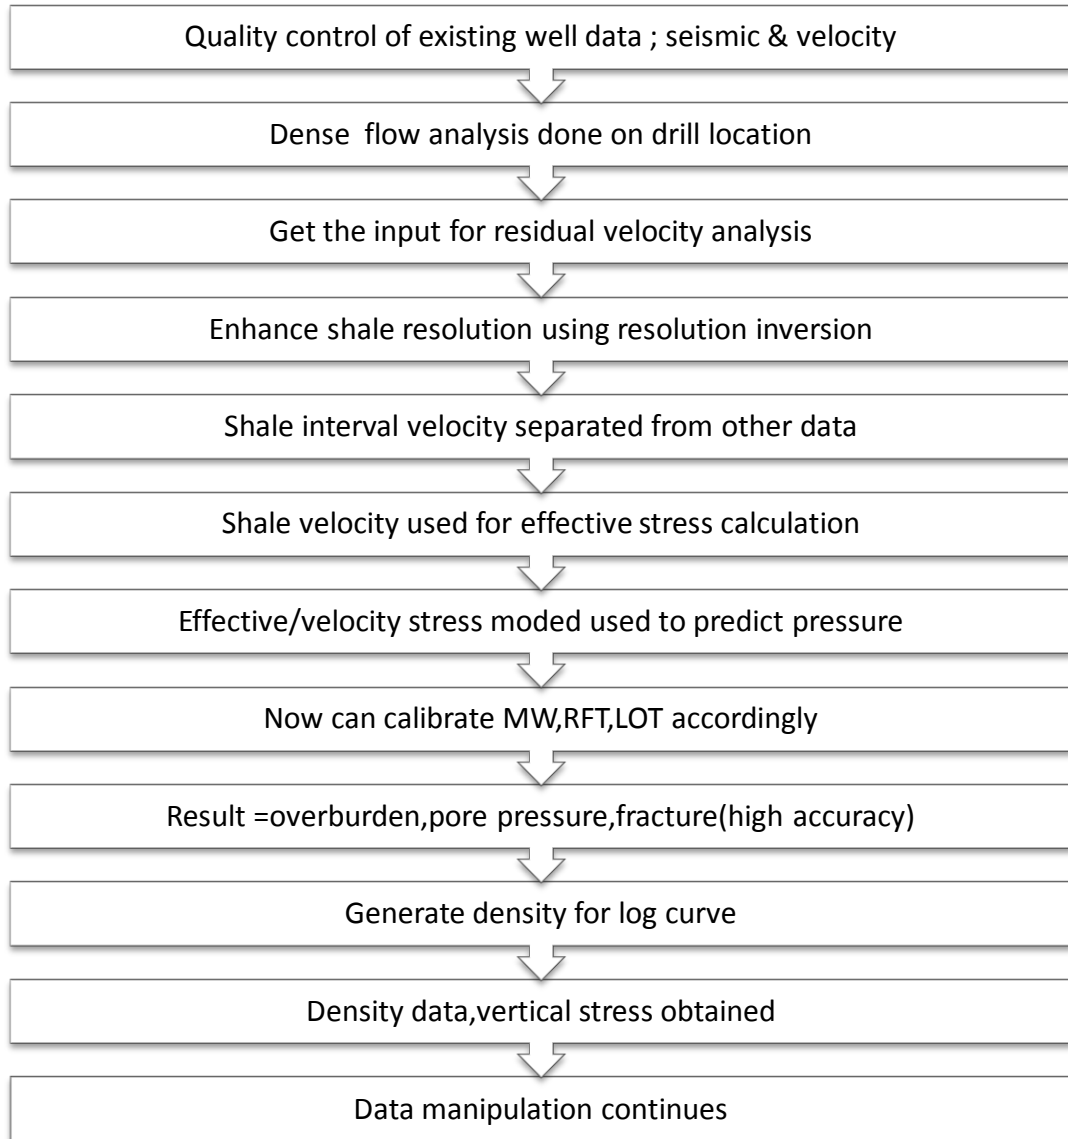 Quality control of existing well data ; seismic & velocity
Dense flow analysis done on drill location
Get the input for residual velocity analysis
Enhance shale resolution using resolution inversion
Shale interval velocity separated from other data
Shale velocity used for effective stress calculation
Effective/velocity stress moded used to predict pressure
Now can calibrate MW,RFT,LOT accordingly
Result =overburden,pore pressure,fracture(high accuracy)
Generate density for log curve
Density data,vertical stress obtained
Data manipulation continues